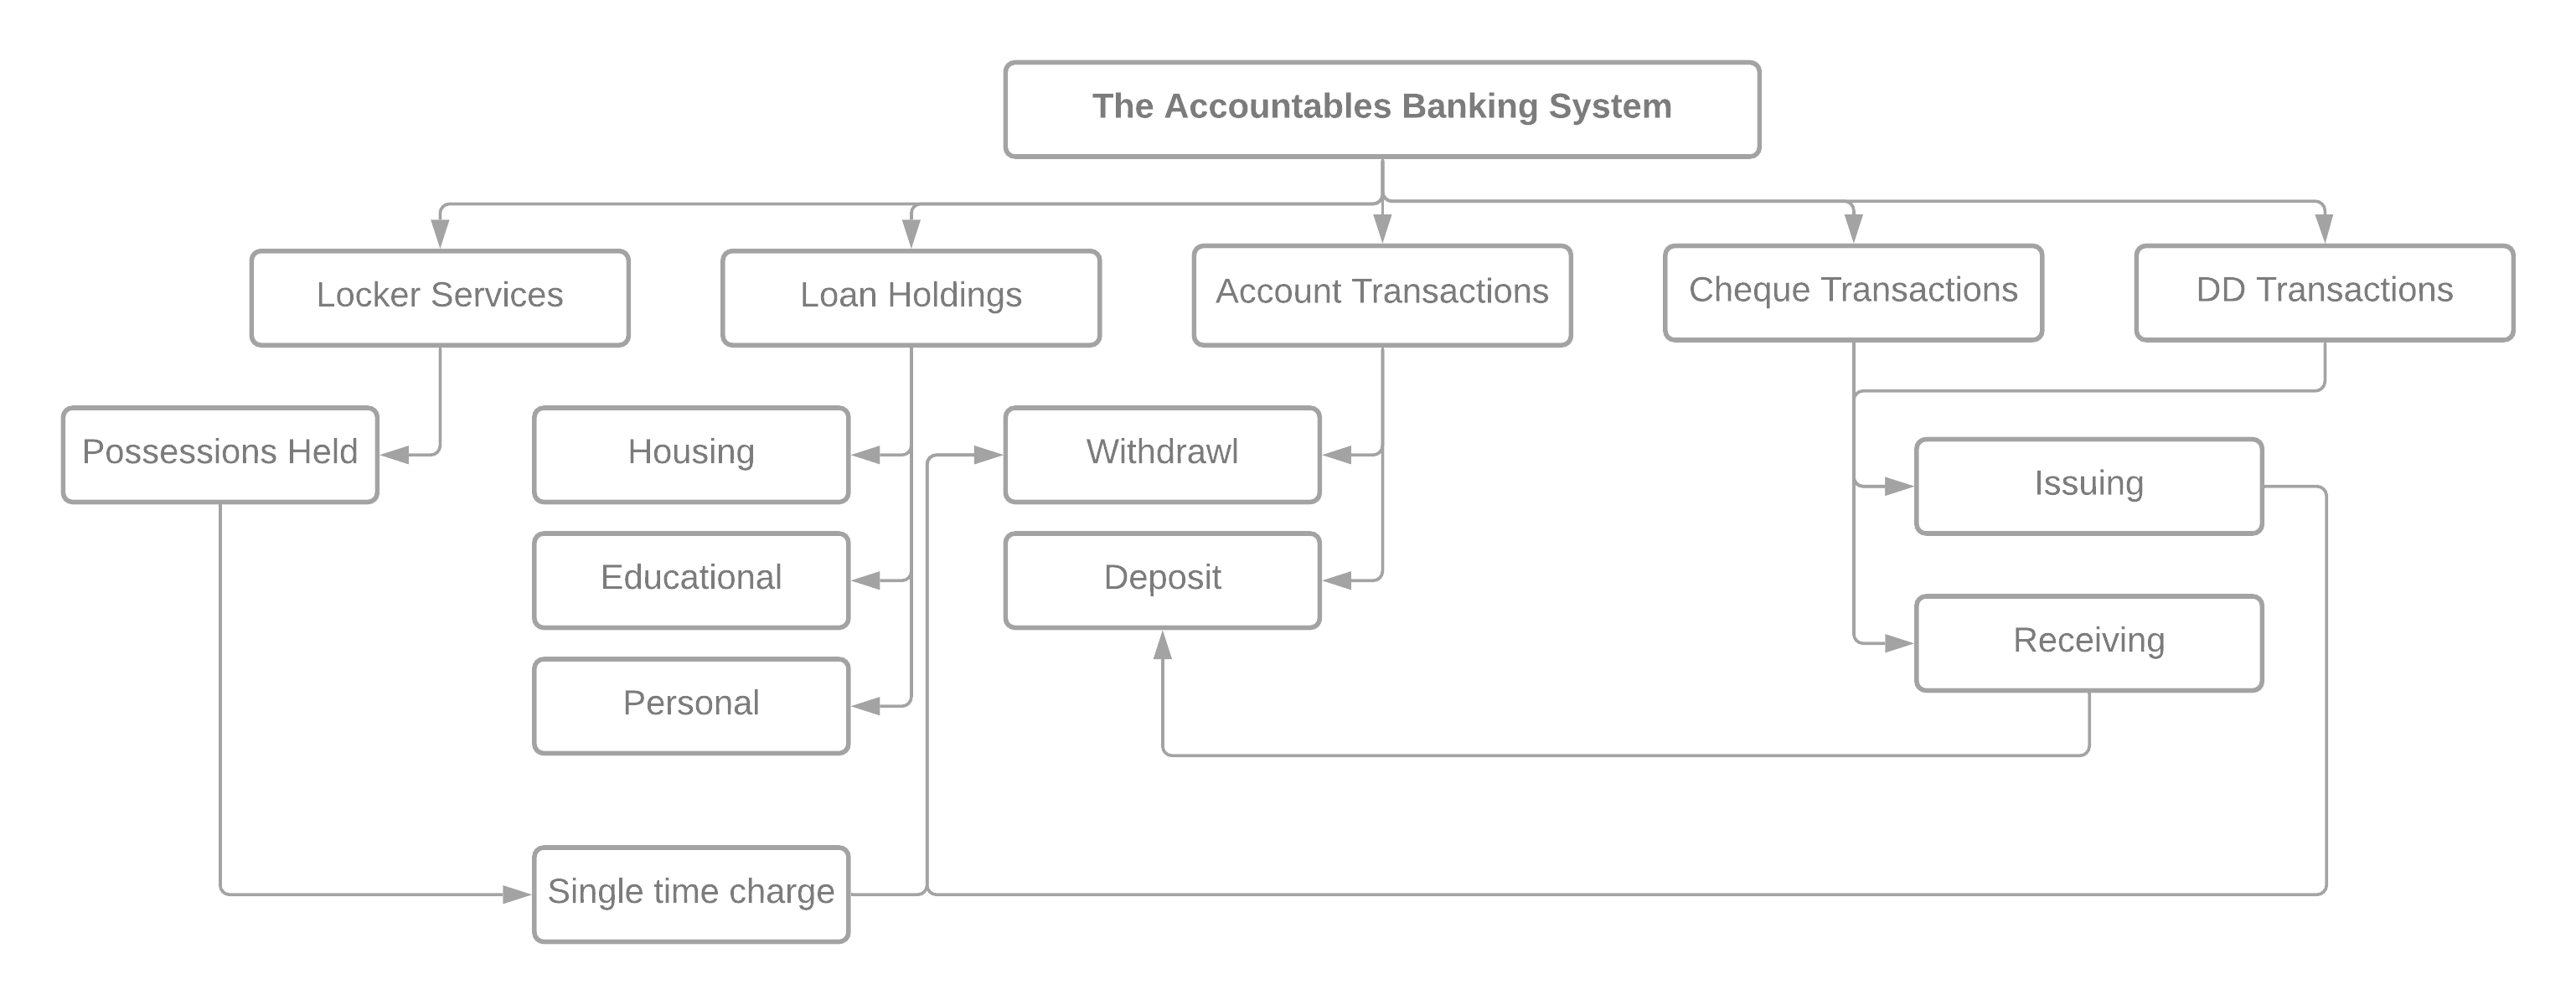 The Accountables Banking System
Locker Services
Loan Holdings
Account Transactions
Cheque Transactions
DD Transactions
Possessions Held
Housing
Withdrawl
Issuing
Educational
Deposit
Receiving
Personal
Single time charge